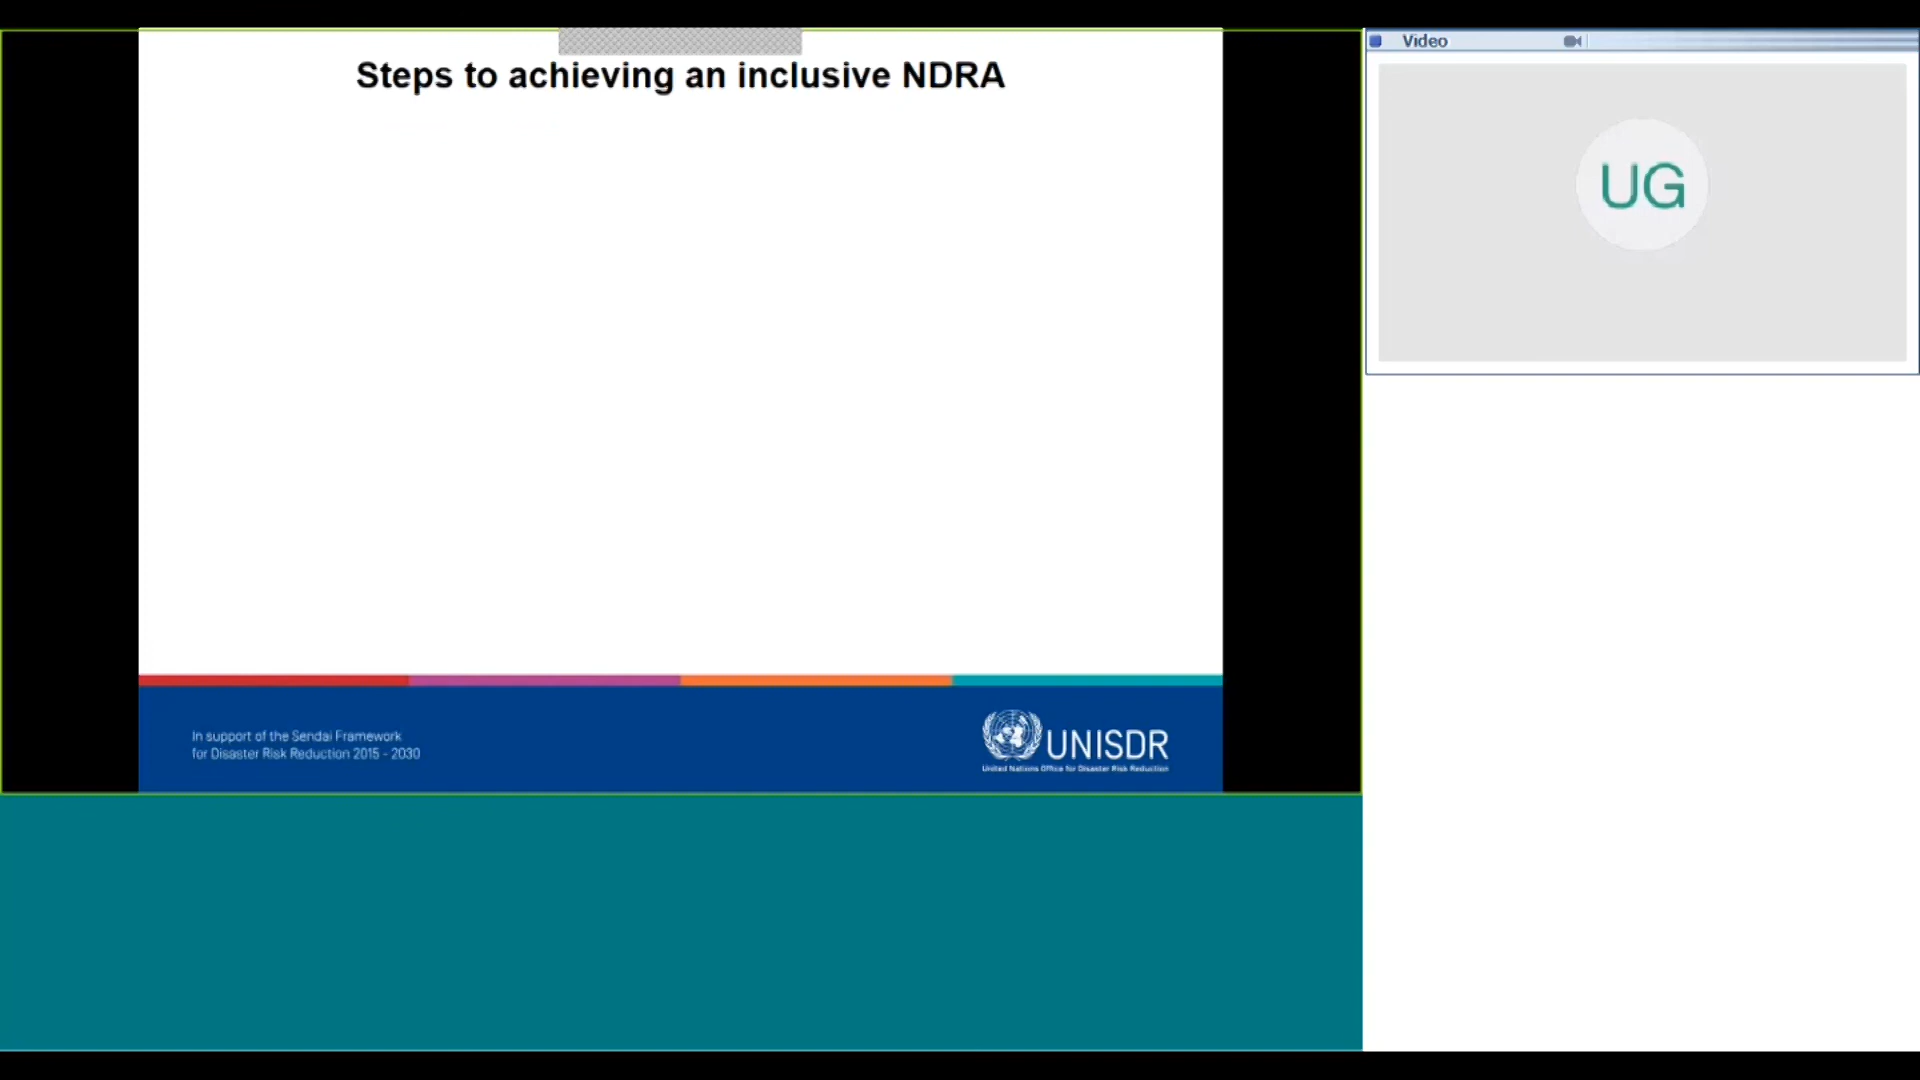 Steps to achieving an inclusive NDRA
Video
UG
In support of the Sendai Framework
for Disaster Risk Reduction 2015 - 2030
UNISDR
United Nations Office for Disaster Risk Reduction